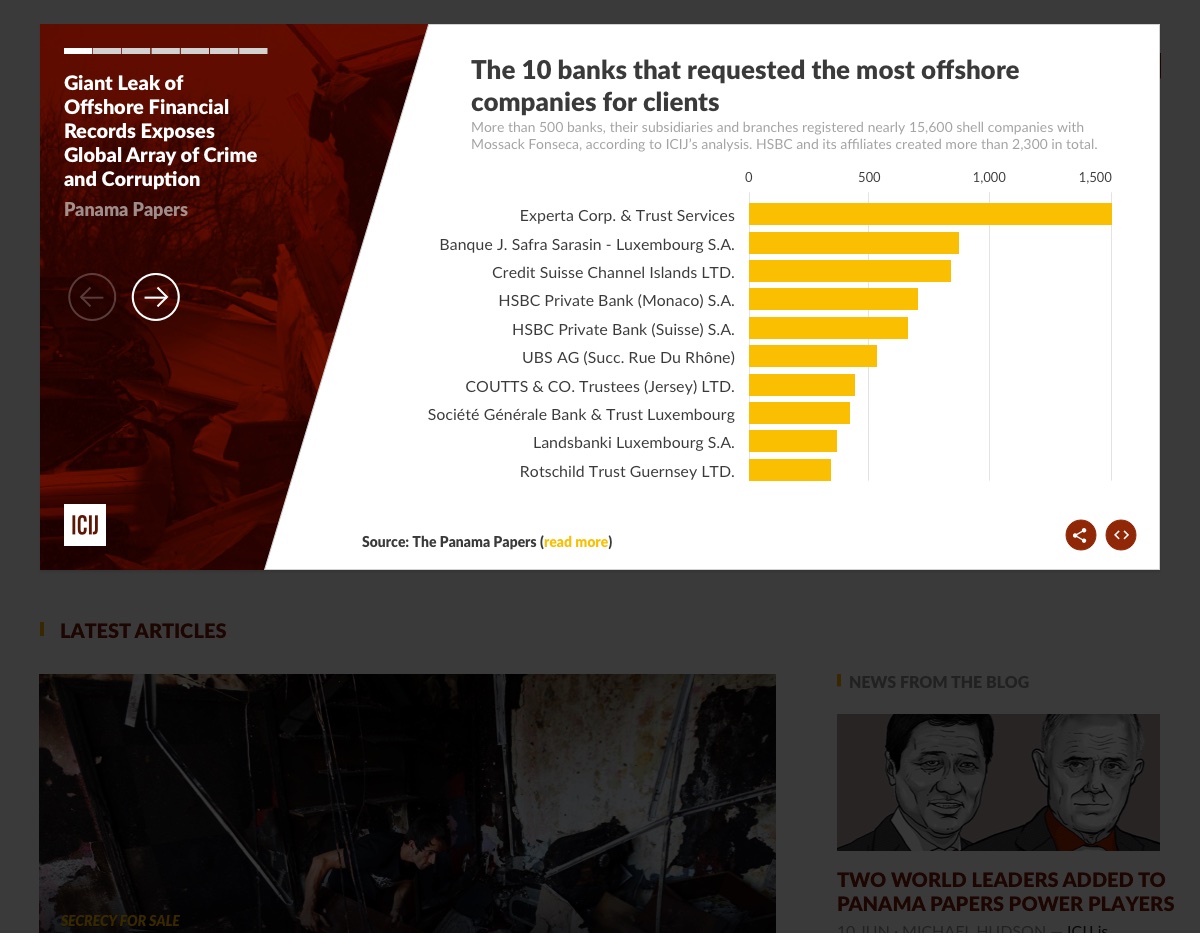 Giant Leak of
Offshore Financial
Records Exposes
Global Array of Crime
and Corruption
Panama Papers
ICIJ
The 10 banks that requested the most offshore
companies for clients
More than 500 banks, their subsidiaries and branches registered nearly 15,600 shell companies with
Mossack Fonseca, according to ICIJ's analysis. HSBC and its affiliates created more than 2,300 in total.
0 500 1,000 1,500
Experta Corp. & Trust Services
Banque J. Safra Sarasin - Luxembourg S.A.
Credit Suisse Channel Islands LTD.
HSBC Private Bank (Monaco) S.A.
HSBC Private Bank (Suisse) S.A.
UBS AG (Succ. Rue Du Rhône)
COUTTS & CO. Trustees (Jersey) LTD.
Société Générale Bank & Trust Luxembourg
Landsbanki Luxembourg S.A.
Rotschild Trust Guernsey LTD.
Source: The Panama Papers (read more)
LATEST ARTICLES
SECRECY FOR SALE
NEWS FROM THE BLOG
TWO WORLD LEADERS ADDED TO
PANAMA PAPERS POWER PLAYERS
10 JUN · MICHAEL HUDSON — ICIJ is